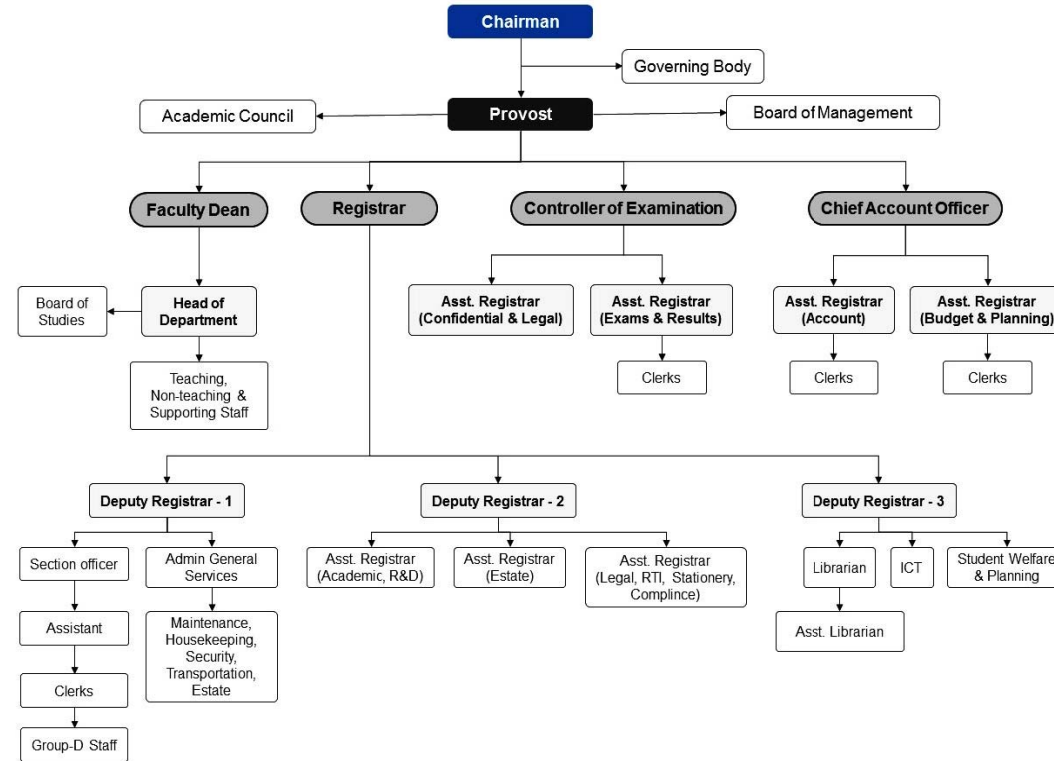 Chairman
Governing Body
Academic Council
Provost
Board of Management
Faculty Dean
Registrar
Controller of Examination
Chief Account Officer
Board of
Studies
Head of
Department
Asst. Registrar
(Confidential & Legal)
Asst. Registrar
(Exams & Results)
Asst. Registrar
(Account)
Asst. Registrar
(Budget & Planning)
Teaching,
Non-teaching &
Supporting Staff
Clerks
Clerks
Clerks
Deputy Registrar - 1
Deputy Registrar - 2
Deputy Registrar - 3
Section officer
Admin General
Services
Asst. Registrar
(Academic, R&D)
Asst. Registrar
(Estate)
Asst. Registrar
(Legal, RTI, Stationery,
Complince)
Librarian
ICT
Student Welfare
& Planning
Assistant
Maintenance,
Housekeeping,
Security,
Transportation,
Estate
Asst. Librarian
Clerks
Group-D Staff